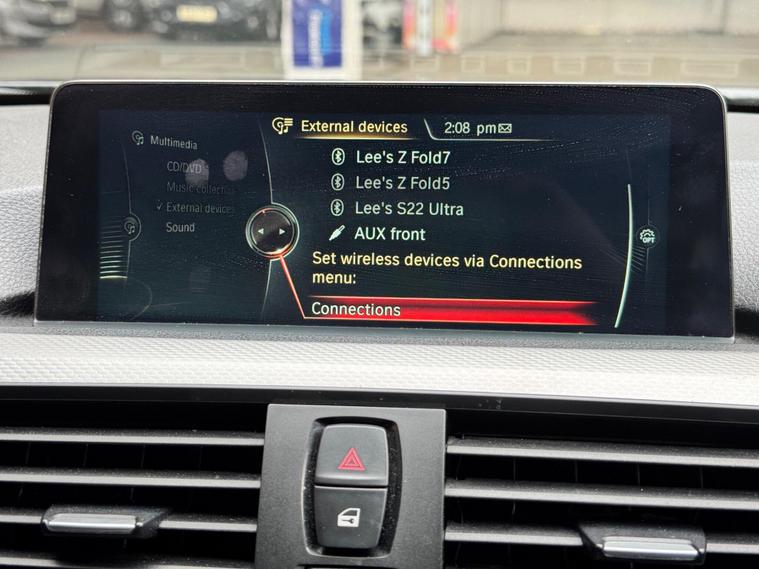 External devices
2:08 pm
Multimedia
CD/DVD
Music collection
External devices
Sound
Lee's Z Fold7
Lee's Z Fold5
Lee's S22 Ultra
AUX front
Set wireless devices via Connections
menu:
Connections
OPT